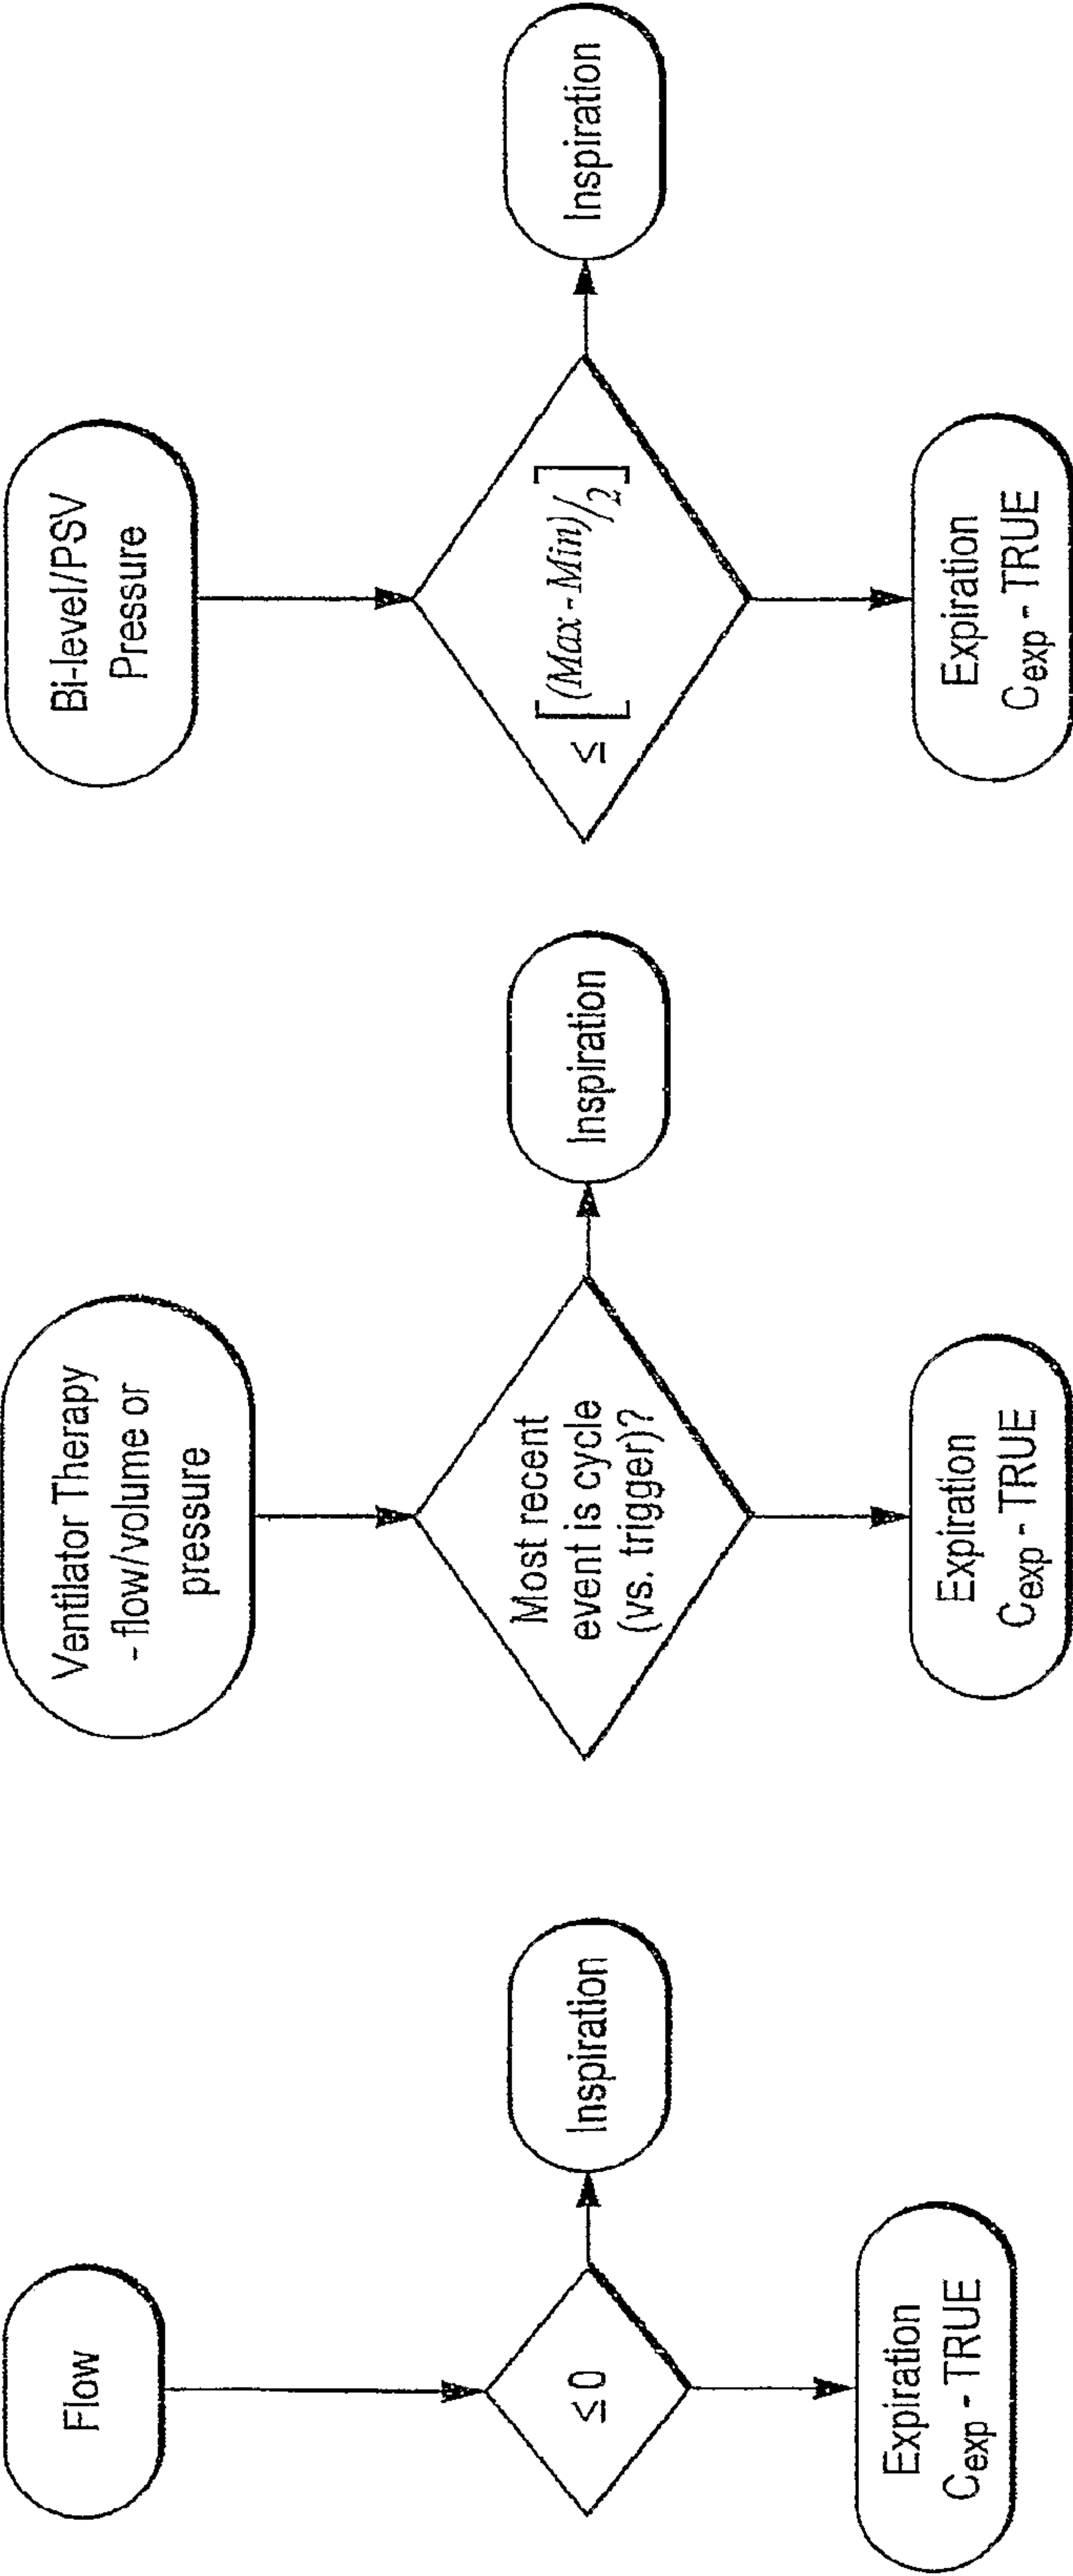 Flow
≤0
Inspiration
Expiration
Cexp - TRUE
Ventilator Therapy
- flow/volume or
pressure
Most recent
event is cycle
(vs. trigger)?
Inspiration
Expiration
Cexp - TRUE
Bi-level/PSV
Pressure
≤ [(Max - Min)/2]
Inspiration
Expiration
Cexp - TRUE